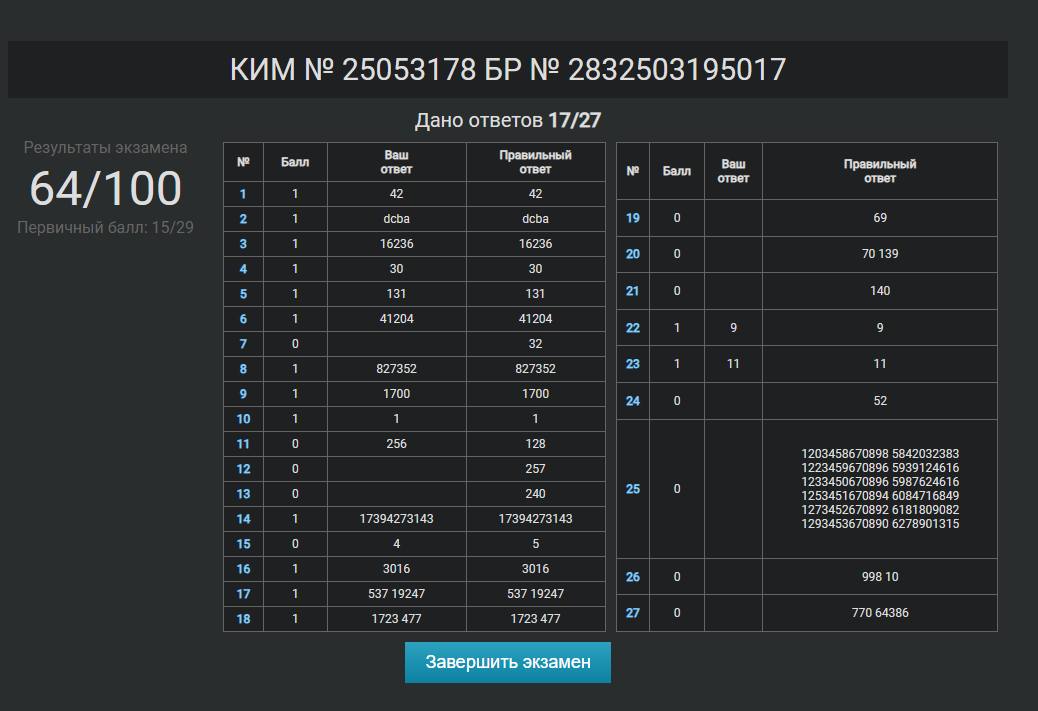 КИМ № 25053178 БР № 2832503195017
Дано ответов 17/27
Результаты экзамена
64/100
Первичный балл: 15/29
№ Балл Ваш ответ Правильный ответ
1 1 42 42
2 1 dcba dcba
3 1 16236 16236
4 1 30 30
5 1 131 131
6 1 41204 41204
7 0 32
8 1 827352 827352
9 1 1700 1700
10 1 1 1
11 0 256 128
12 0 257
13 0 240
14 1 17394273143 17394273143
15 0 4 5
16 1 3016 3016
17 1 537 19247 537 19247
18 1 1723 477 1723 477
№ Балл Ваш ответ Правильный ответ
19 0 69
20 0 70 139
21 0 140
22 1 9 9
23 1 11 11
24 0 52
25 0
1203458670898 5842032383
1223459670896 5939124616
1233450670896 5987624616
1253451670894 6084716849
1273452670892 6181809082
1293453670890 6278901315
26 0 998 10
27 0 770 64386
Завершить экзамен